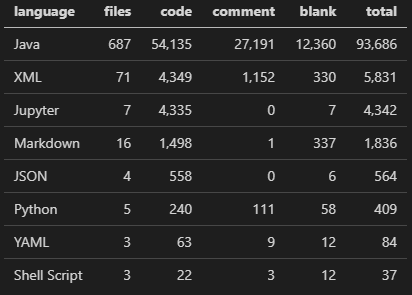 language files code comment blank total
Java 687 54,135 27,191 12,360 93,686
XML 71 4,349 1,152 330 5,831
Jupyter 7 4,335 0 7 4,342
Markdown 16 1,498 1 337 1,836
JSON 4 558 0 6 564
Python 5 240 111 58 409
YAML 3 63 9 12 84
Shell Script 3 22 3 12 37